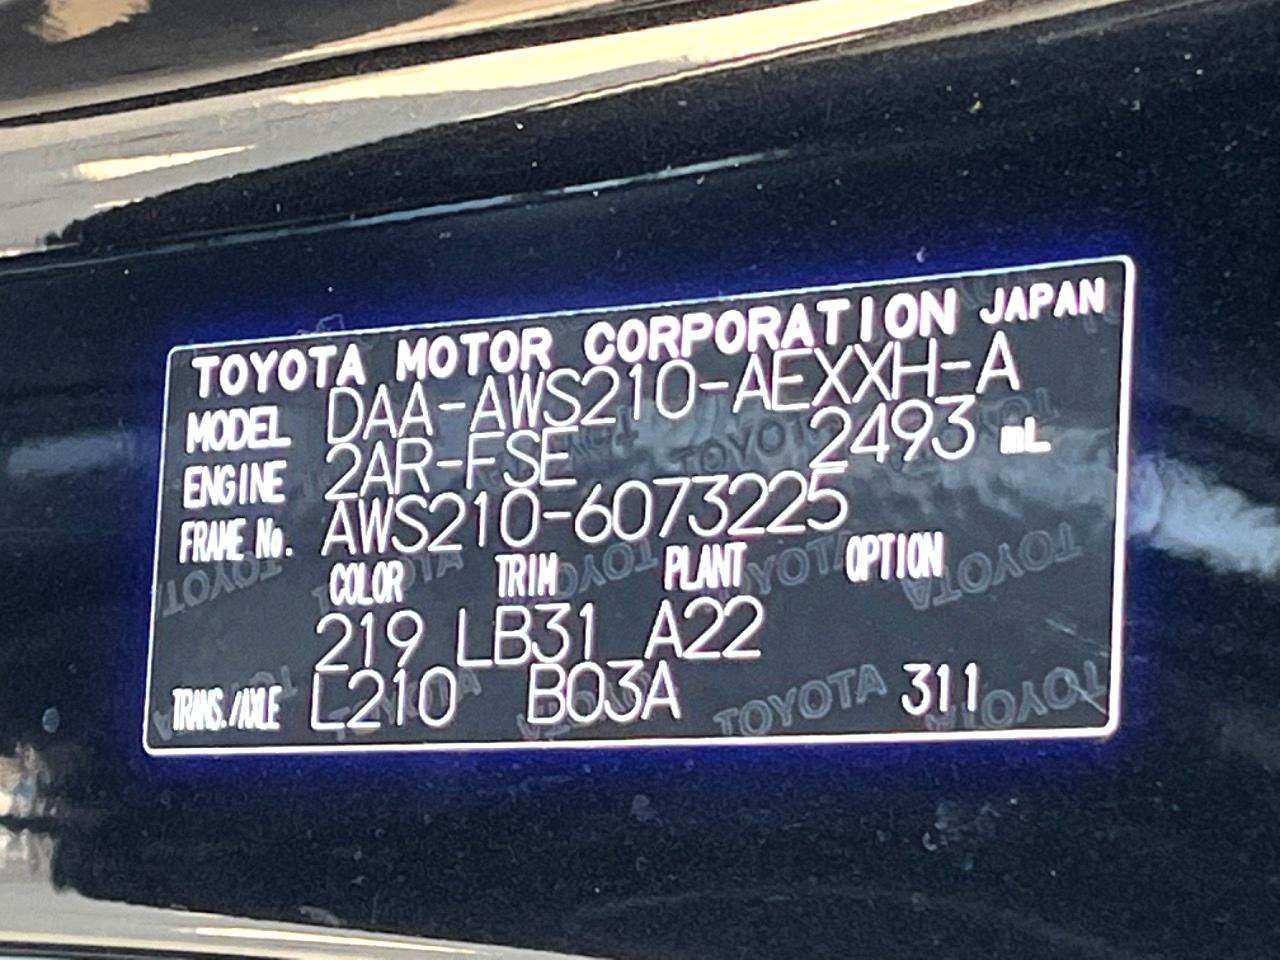 TOYOTA MOTOR CORPORATION JAPAN
MODEL DAA-AWS210-AEXXH-A
ENGINE 2AR-FSE 2493 mL
FRAME No. AWS210-6073225
COLOR TRIM PLANT OPTION
219 LB31 A22
TRANS./AXLE L210 B03A 311